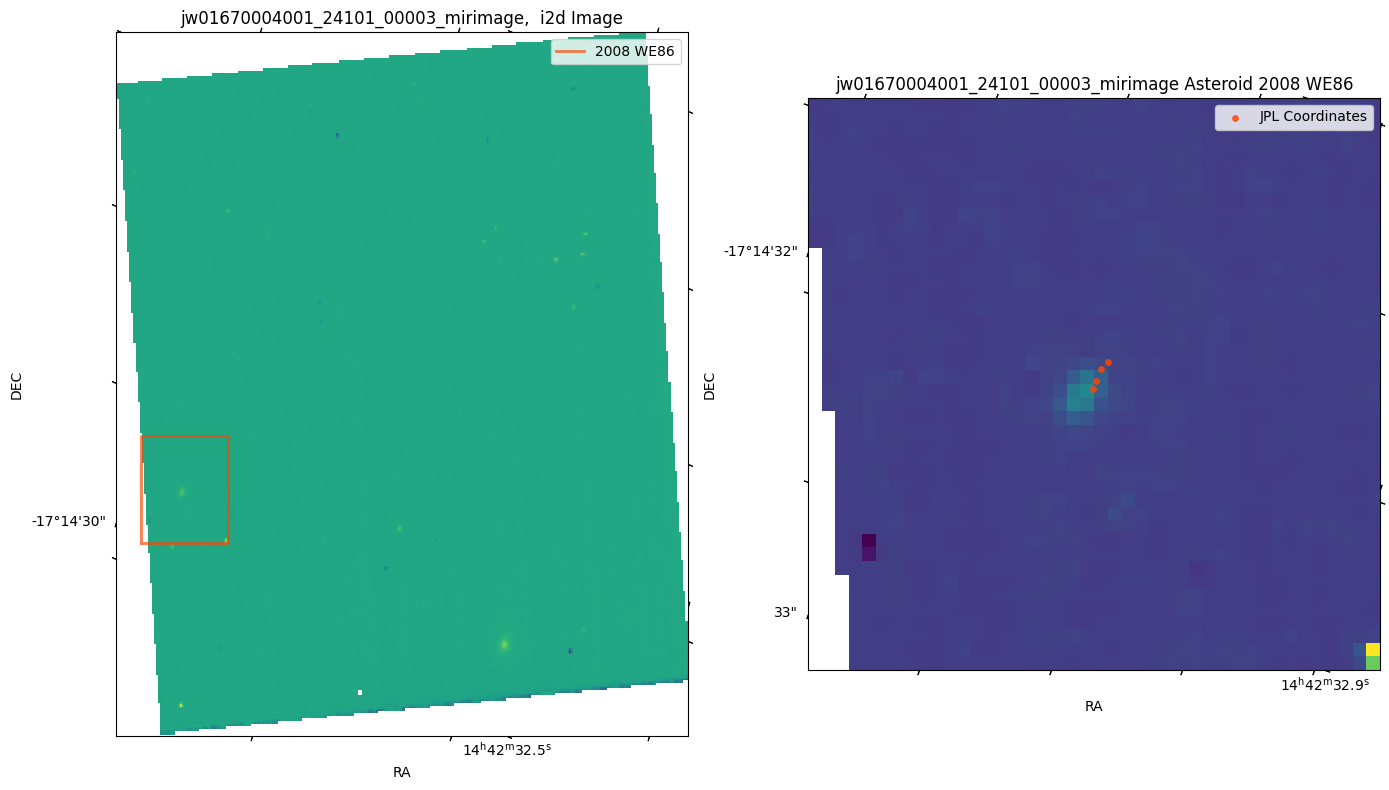 jw01670004001_24101_00003_mirimage,  i2d Image
2008 WE86
DEC
-17°14'30"
14ʰ42ᵐ32.5ˢ
RA
jw01670004001_24101_00003_mirimage Asteroid 2008 WE86
JPL Coordinates
DEC
-17°14'32"
33"
14ʰ42ᵐ32.9ˢ
RA